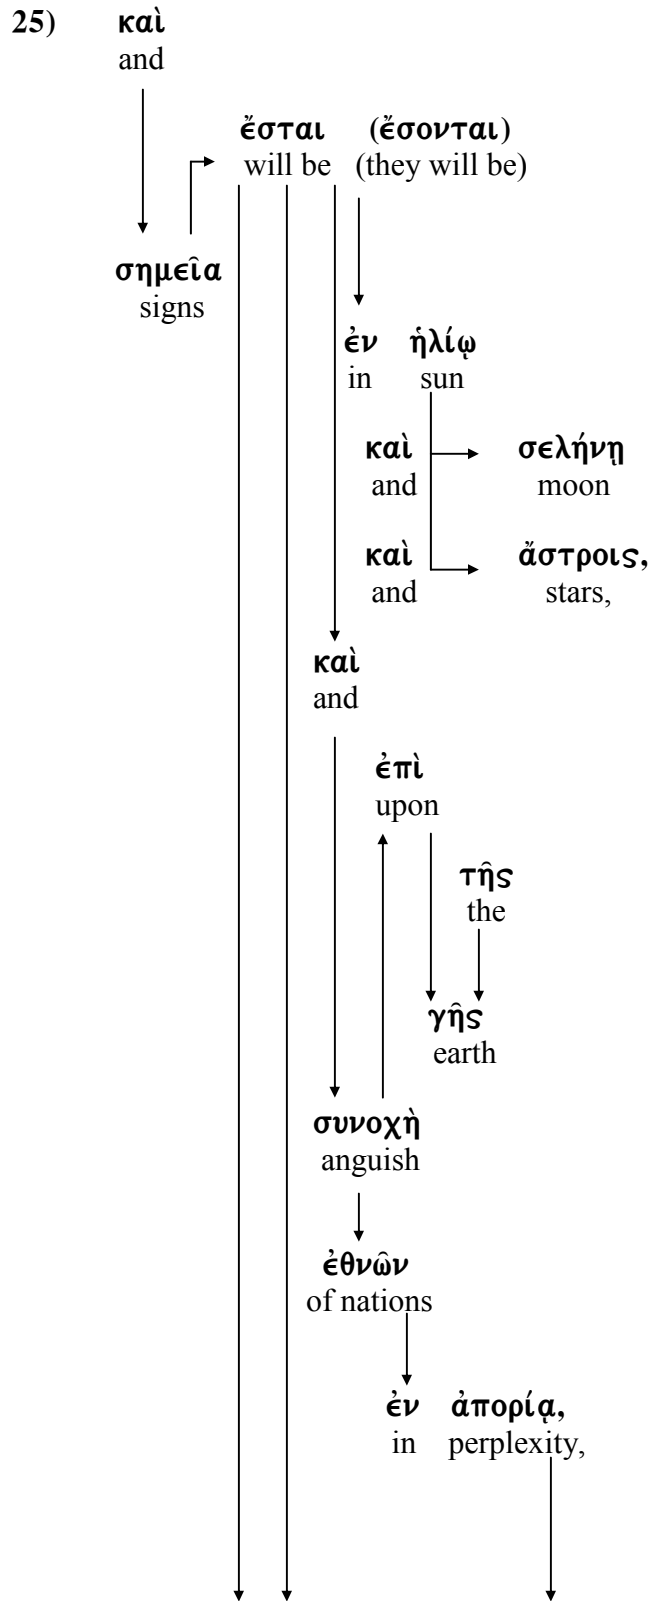 25) καὶ
and
ἔσται (ἔσονται)
will be (they will be)
σημεῖα
signs
ἐν ἡλίῳ
in sun
καὶ σελήνῃ
and moon
καὶ ἄστροις,
and stars,
καὶ
and
ἐπὶ
upon
τῆς
the
γῆς
earth
συνοχὴ
anguish
ἐθνῶν
of nations
ἐν ἀπορίᾳ,
in perplexity,